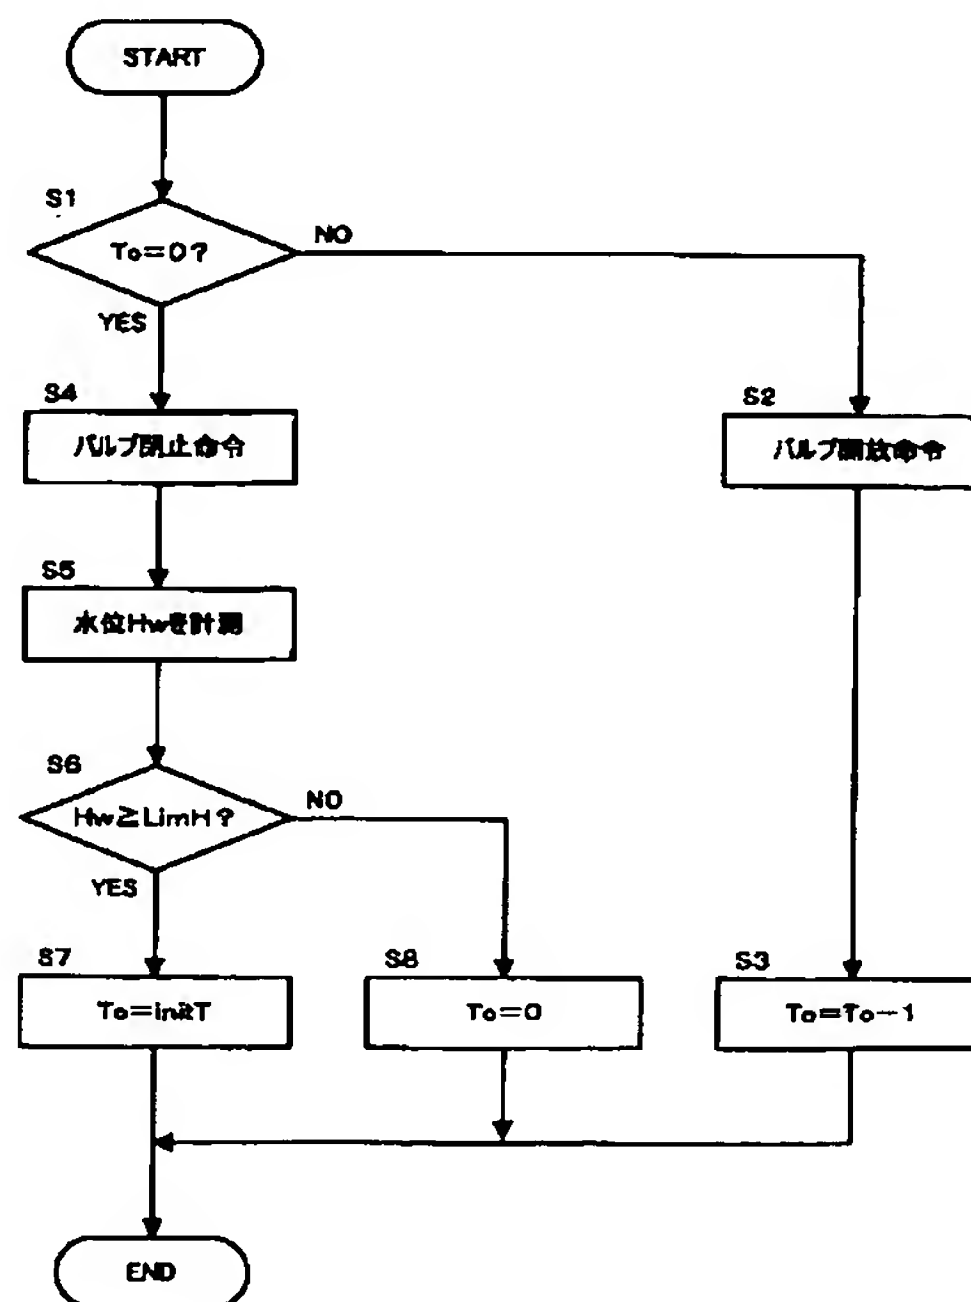 START
S1
To=0?
NO
YES
S4
バルブ閉止命令
S2
バルブ開放命令
S5
水位Hwを計測
S6
Hw≧LimH?
NO
YES
S7
To=initT
S8
To=0
S3
To=To-1
END